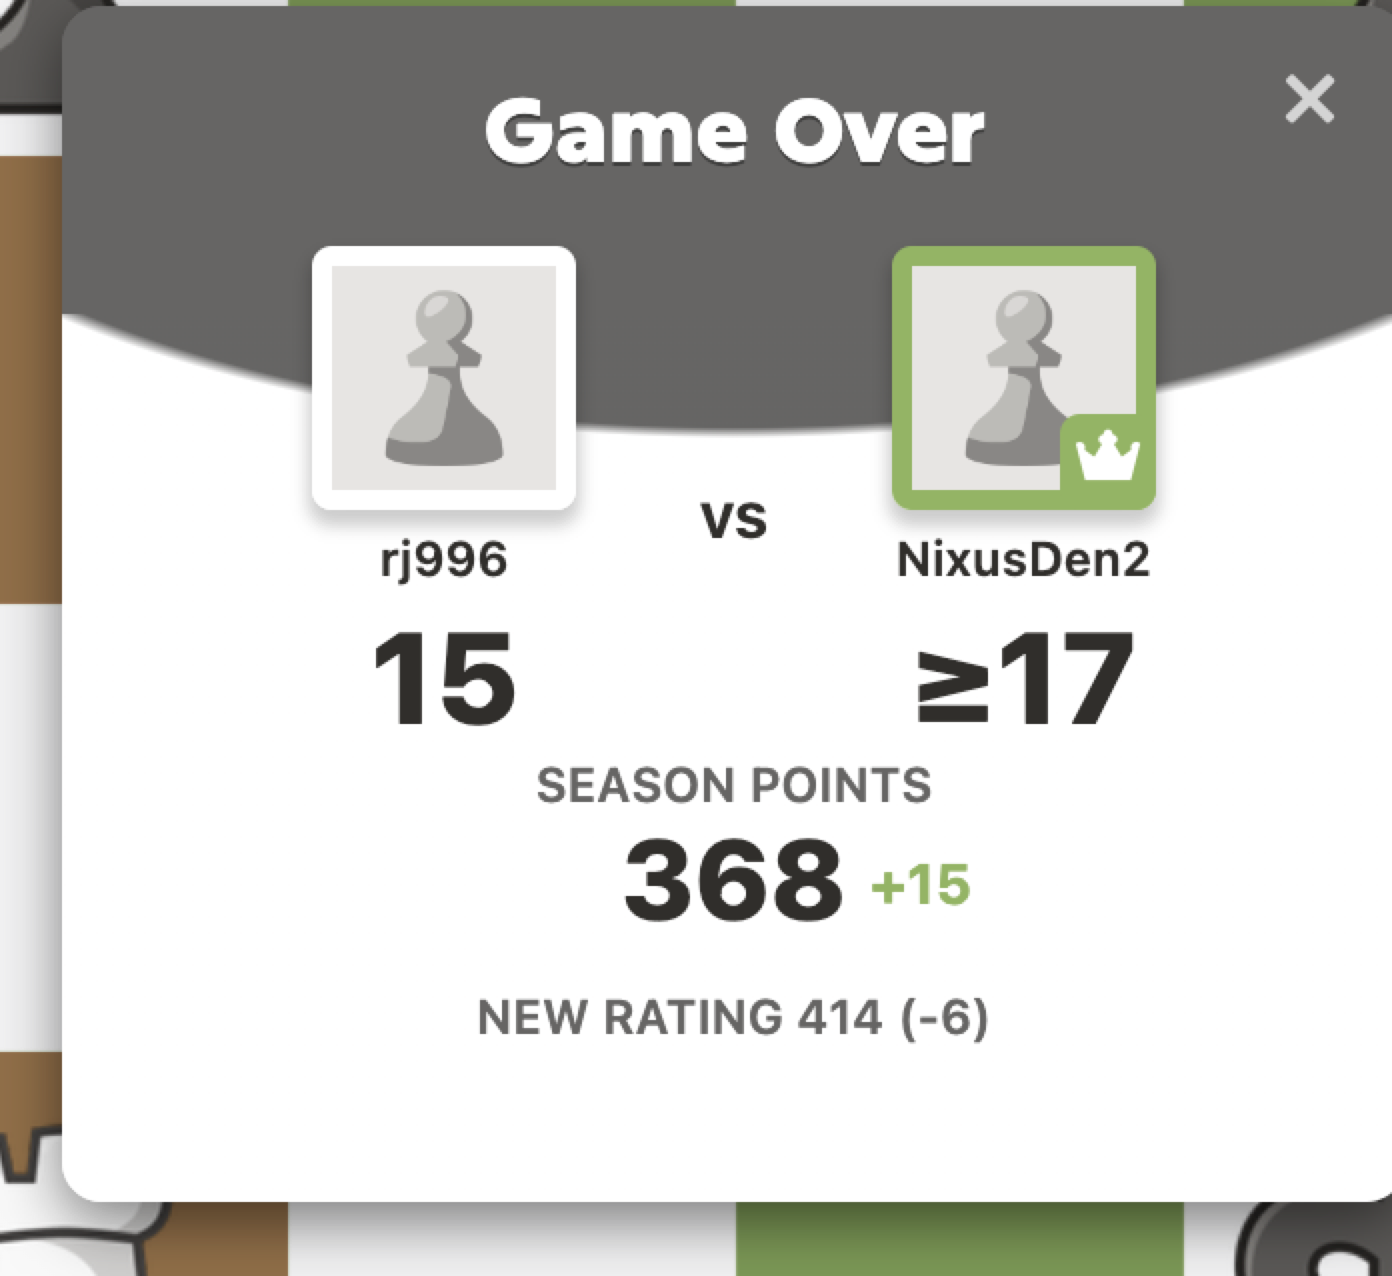 Game Over
vs
rj996 NixusDen2
15 ≥17
SEASON POINTS
368 +15
NEW RATING 414 (-6)